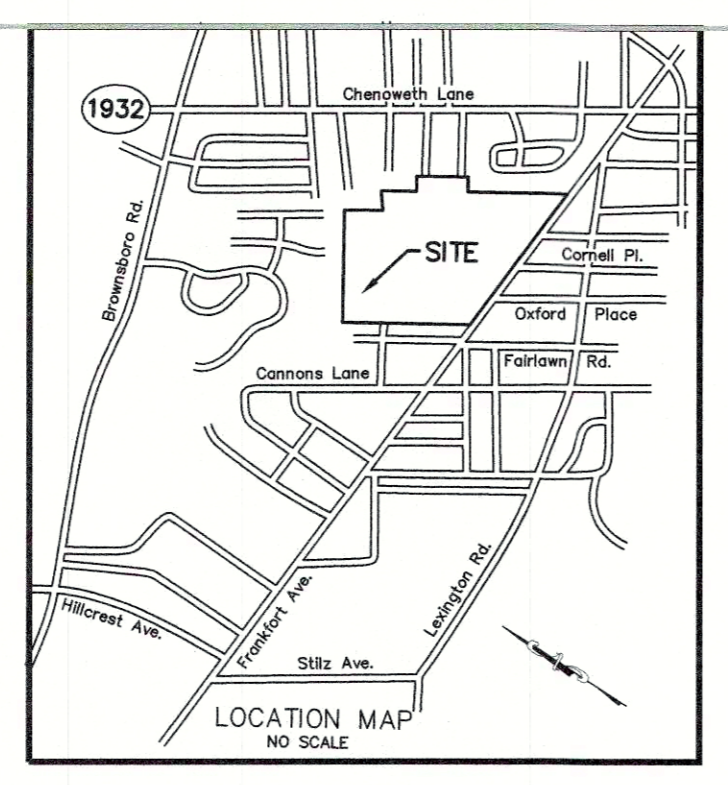 Chenoweth Lane
1932
Brownsboro Rd.
SITE
Cornell Pl.
Oxford Place
Fairlawn Rd.
Cannons Lane
Hillcrest Ave.
Frankfort Ave.
Lexington Rd.
Stilz Ave.
LOCATION MAP
NO SCALE